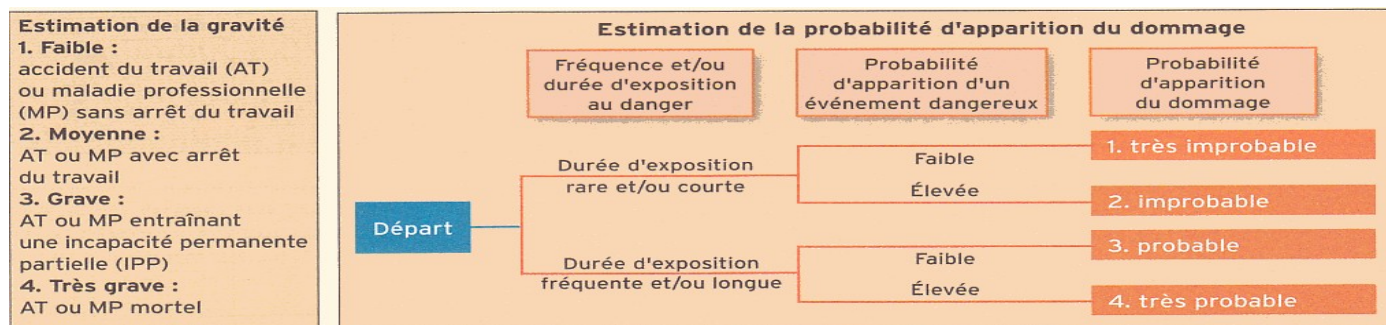 Estimation de la gravité
1. Faible :
accident du travail (AT)
ou maladie professionnelle
(MP) sans arrêt du travail
2. Moyenne :
AT ou MP avec arrêt
du travail
3. Grave :
AT ou MP entraînant
une incapacité permanente
partielle (IPP)
4. Très grave :
AT ou MP mortel
Estimation de la probabilité d'apparition du dommage
Fréquence et/ou
durée d'exposition
au danger
Probabilité
d'apparition d'un
événement dangereux
Probabilité
d'apparition
du dommage
Départ
Durée d'exposition
rare et/ou courte
Faible
Élevée
1. très improbable
2. improbable
Durée d'exposition
fréquente et/ou longue
Faible
Élevée
3. probable
4. très probable